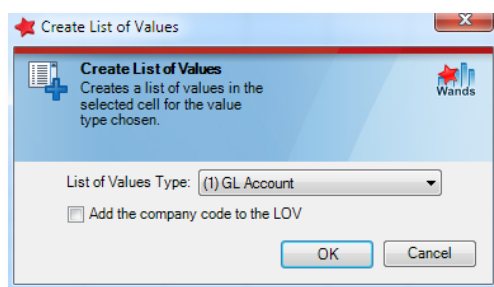 Create List of Values
X
Create List of Values
Creates a list of values in the
selected cell for the value
type chosen.
Wands
List of Values Type: (1) GL Account
Add the company code to the LOV
OK Cancel